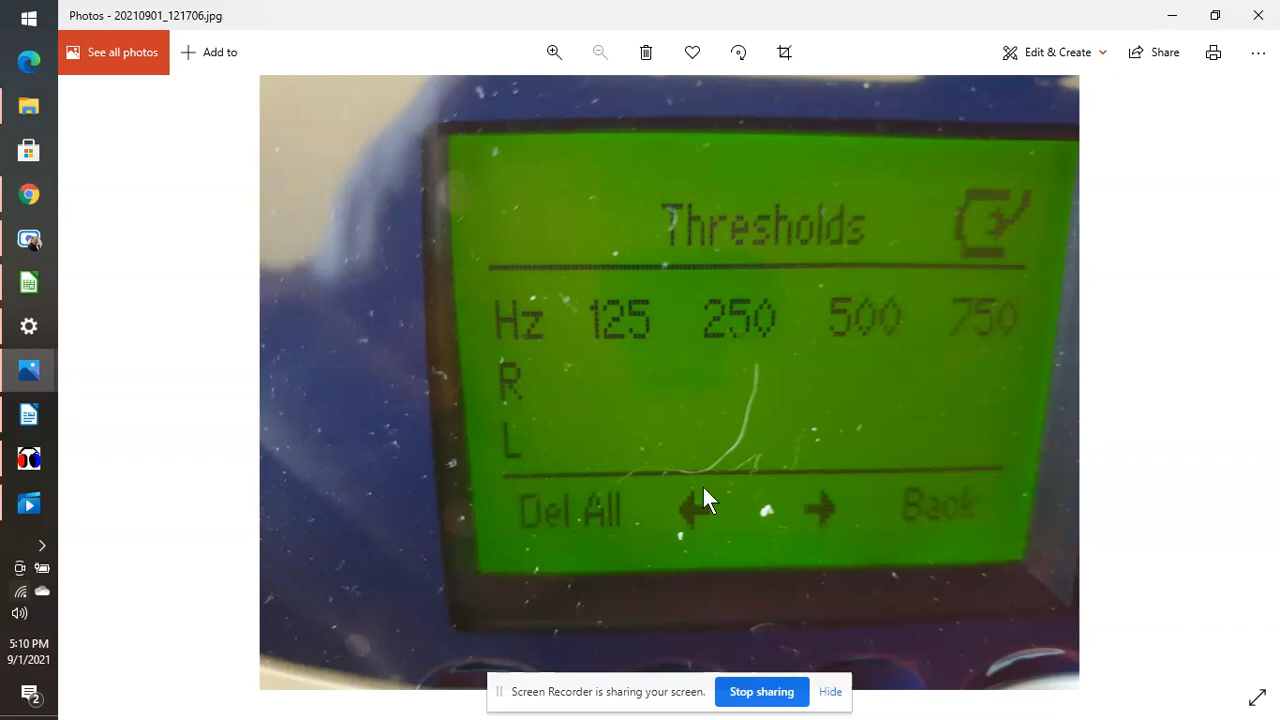 Photos - 20210901_121706.jpg
See all photos
Add to
Edit & Create
Share
Thresholds
Hz 125 250 500 750
R
L
Del All ← → Back
5:10 PM
9/1/2021
2
Screen Recorder is sharing your screen. Stop sharing Hide